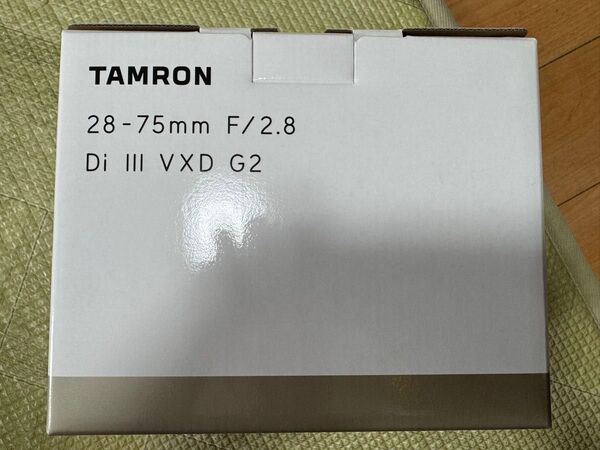 TAMRON
28-75mm F/2.8
Di III VXD G2